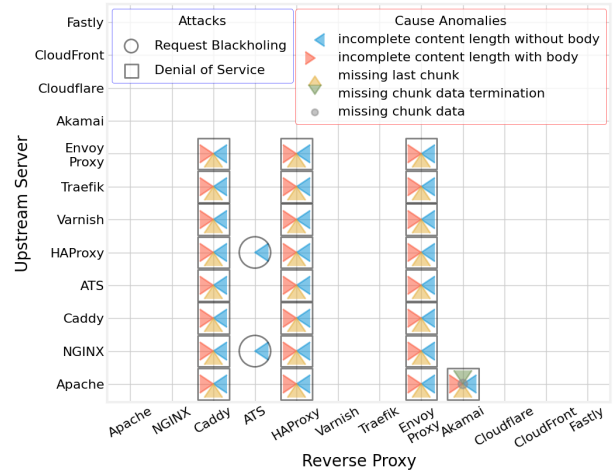 Upstream Server
Fastly
CloudFront
Cloudflare
Akamai
Envoy
Proxy
Traefik
Varnish
HAProxy
ATS
Caddy
NGINX
Apache
Attacks
Request Blackholing
Denial of Service
Cause Anomalies
incomplete content length without body
incomplete content length with body
missing last chunk
missing chunk data termination
missing chunk data
Apache
NGINX
Caddy
ATS
HAProxy
Varnish
Traefik
Envoy
Proxy
Akamai
Cloudflare
CloudFront
Fastly
Reverse Proxy